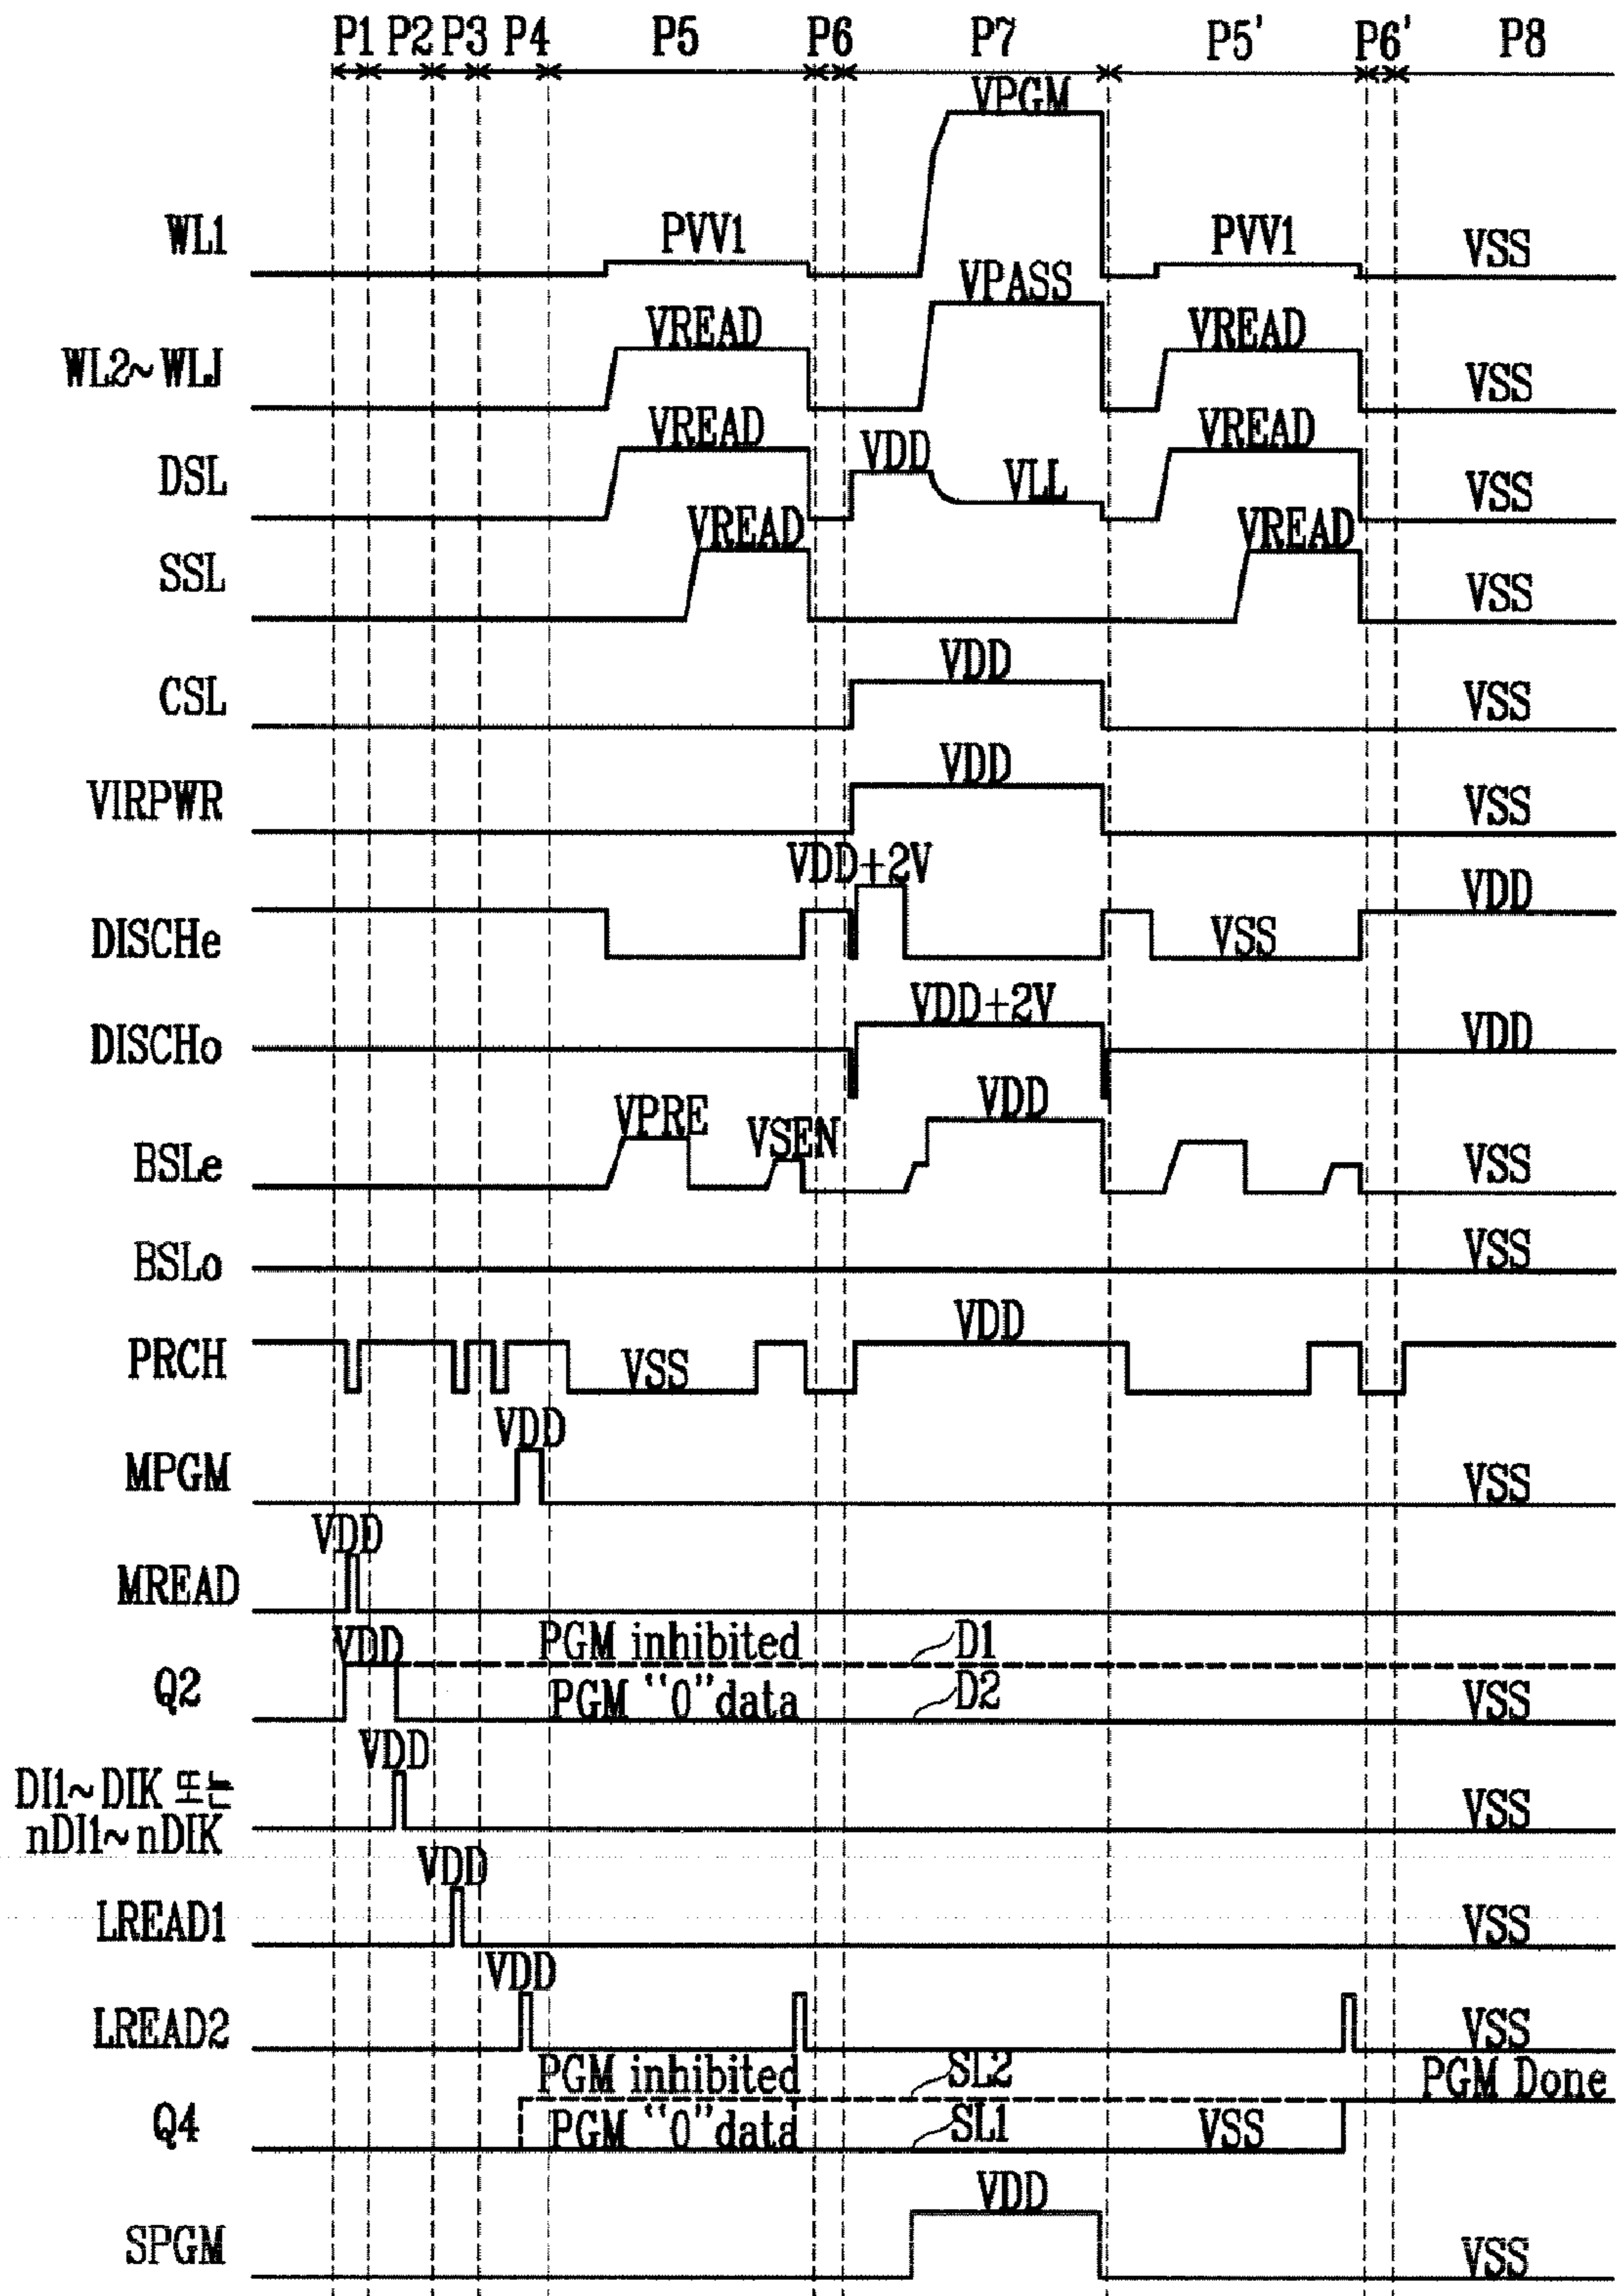 P1 P2 P3 P4 P5 P6 P7 P5' P6' P8
VPGM
WL1 PVV1 PVV1 VSS
VPASS
WL2~WLJ VREAD VREAD VSS
DSL VREAD VDD VLL VREAD VSS
SSL VREAD VREAD VSS
CSL VDD VSS
VIRPWR VDD VSS
VDD+2V
DISCHe VSS VDD
DISCHo VDD+2V VDD
BSLe VPRE VSEN VDD VSS
BSLo VSS
PRCH VSS VDD
MPGM VDD VSS
MREAD VDD
Q2 VDD PGM inhibited D1
PGM "0"data D2 VSS
VDD
DI1~DIK 또는
nDI1~nDIK VSS
LREAD1 VDD VSS
LREAD2 VDD VSS
PGM inhibited SL2 PGM Done
Q4 PGM "0"data SL1 VSS
SPGM VDD VSS